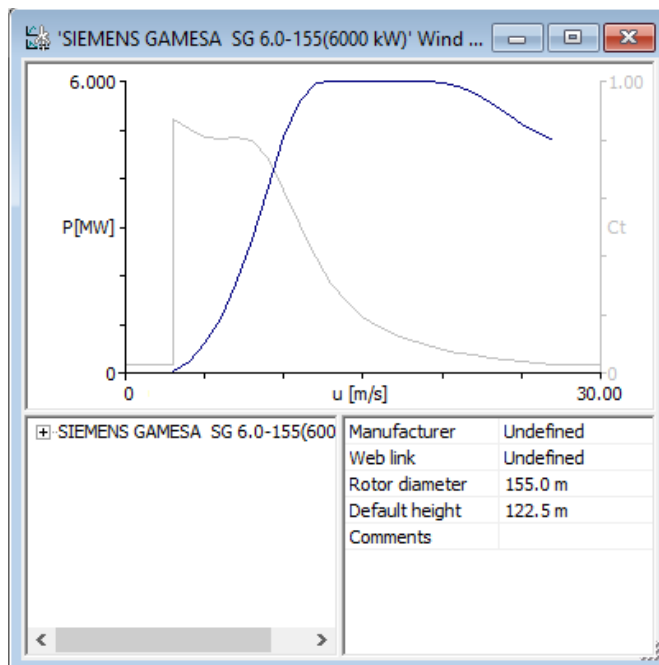 'SIEMENS GAMESA SG 6.0-155(6000 kW)' Wind ...
6.000
1.00
P[MW]
Ct
0
0
0
u [m/s]
30.00
SIEMENS GAMESA SG 6.0-155(600
Manufacturer Undefined
Web link Undefined
Rotor diameter 155.0 m
Default height 122.5 m
Comments